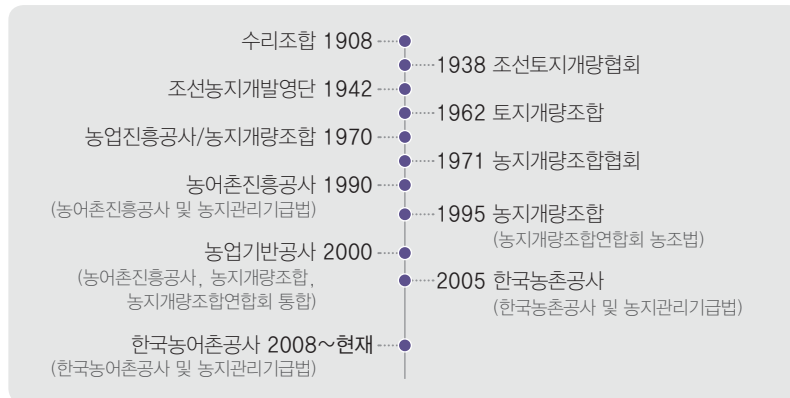 수리조합 1908
1938 조선토지개량협회
조선농지개발영단 1942
1962 토지개량조합
농업진흥공사/농지개량조합 1970
1971 농지개량조합협회
농어촌진흥공사 1990
(농어촌진흥공사 및 농지관리기급법)
1995 농지개량조합
(농지개량조합연합회 농조법)
농업기반공사 2000
(농어촌진흥공사, 농지개량조합,
농지개량조합연합회 통합)
2005 한국농촌공사
(한국농촌공사 및 농지관리기급법)
한국농어촌공사 2008~현재
(한국농어촌공사 및 농지관리기급법)